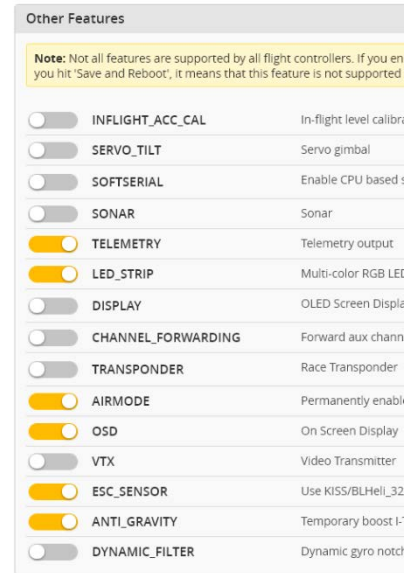 Other Features
Note: Not all features are supported by all flight controllers. If you en
you hit 'Save and Reboot', it means that this feature is not supported
INFLIGHT_ACC_CAL In-flight level calibra
SERVO_TILT Servo gimbal
SOFTSERIAL Enable CPU based s
SONAR Sonar
TELEMETRY Telemetry output
LED_STRIP Multi-color RGB LED
DISPLAY OLED Screen Displa
CHANNEL_FORWARDING Forward aux chann
TRANSPONDER Race Transponder
AIRMODE Permanently enable
OSD On Screen Display
VTX Video Transmitter
ESC_SENSOR Use KISS/BLHeli_32
ANTI_GRAVITY Temporary boost I-T
DYNAMIC_FILTER Dynamic gyro notch